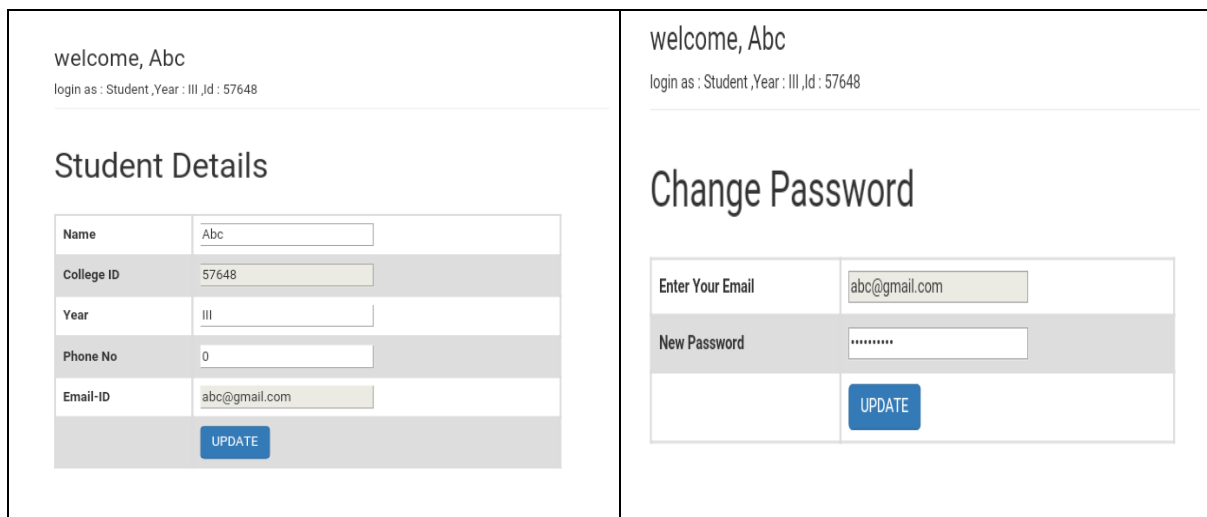 welcome, Abc
login as : Student ,Year : III ,Id : 57648
Student Details
Name Abc
College ID 57648
Year III
Phone No 0
Email-ID abc@gmail.com
UPDATE
welcome, Abc
login as : Student ,Year : III ,Id : 57648
Change Password
Enter Your Email abc@gmail.com
New Password ••••••••••
UPDATE